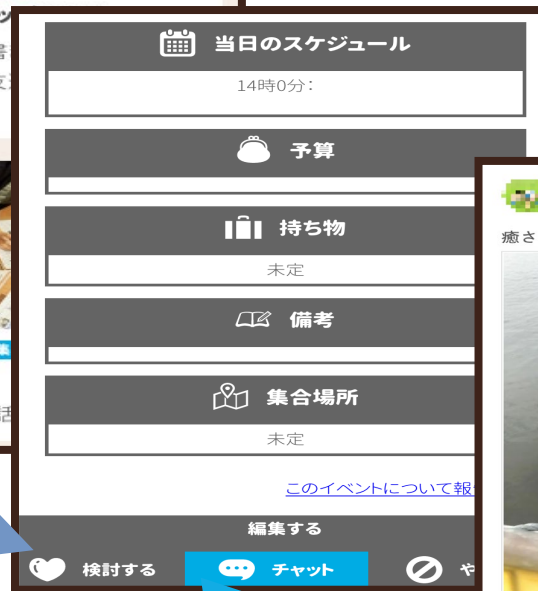 当日のスケジュール
14時0分:
予算
持ち物
未定
備考
集合場所
未定
このイベントについて報
編集する
検討する
チャット
や
癒さ